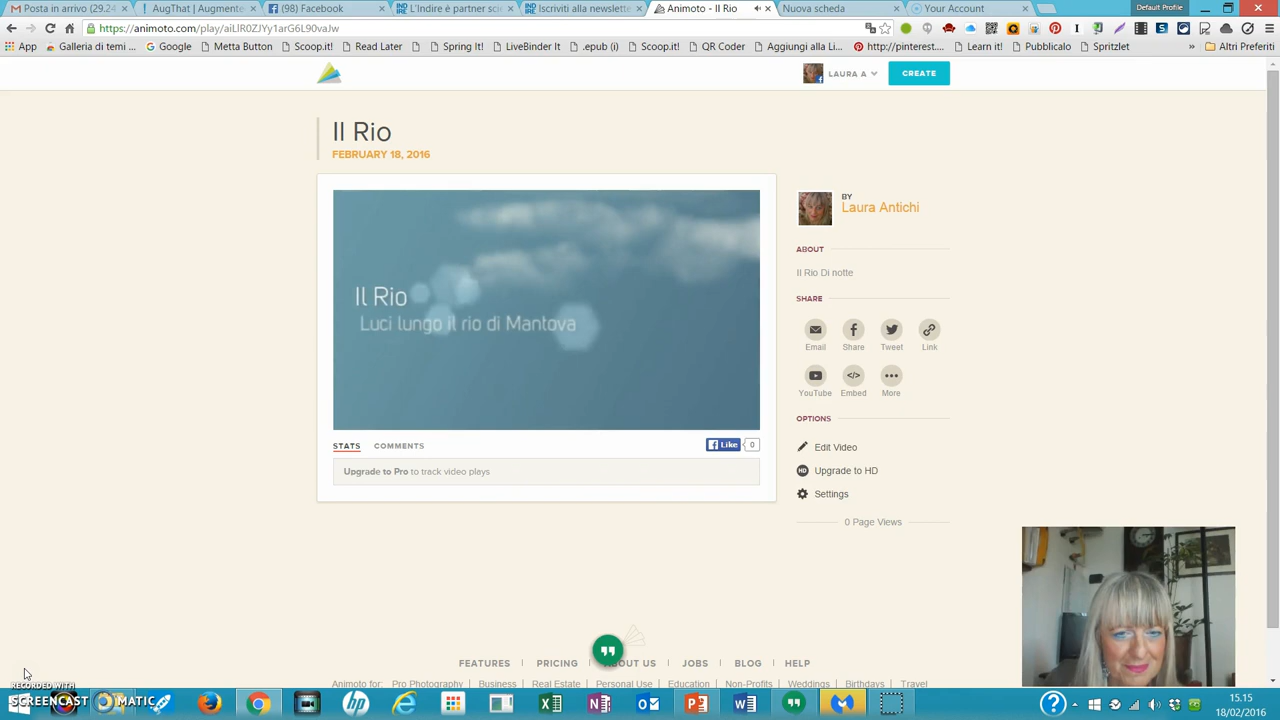 Posta in arrivo (29.24
AugThat | Augmente
(98) Facebook
L'Indire è partner scie
Iscriviti alla newslette
Animoto - Il Rio
Nuova scheda
Your Account
Default Profile
https://animoto.com/play/aiLlR0ZJYy1arG6L90vaJw
App
Galleria di temi ...
Google
Metta Button
Scoop.it!
Read Later
Spring It!
LiveBinder It
.epub (i)
Scoop.it!
QR Coder
Aggiungi alla Li...
http://pinterest...
Learn it!
Pubblicalo
Spritzlet
»
Altri Preferiti
LAURA A
CREATE
Il Rio
FEBRUARY 18, 2016
Il Rio
Luci lungo il rio di Mantova
STATS
COMMENTS
Like
0
Upgrade to Pro to track video plays
BY
Laura Antichi
ABOUT
Il Rio Di notte
SHARE
Email
Share
Tweet
Link
YouTube
Embed
More
OPTIONS
Edit Video
HD Upgrade to HD
Settings
0 Page Views
FEATURES
PRICING
ABOUT US
JOBS
BLOG
HELP
Animoto for:
Pro Photography
Business
Real Estate
Personal Use
Education
Non-Profits
Weddings
Birthdays
Travel
RECORDED WITH
SCREENCAST
MATIC
15.15
18/02/2016